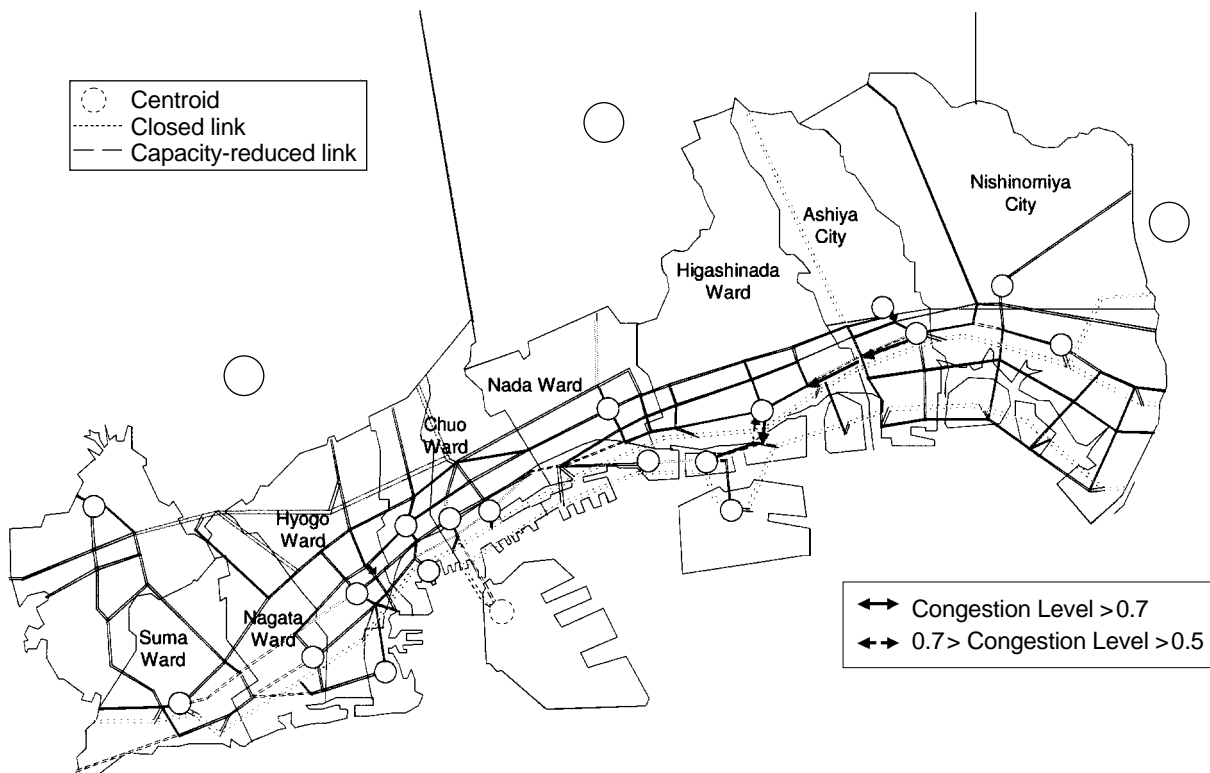 Centroid
Closed link
Capacity-reduced link
Nishinomiya
City
Ashiya
City
Higashinada
Ward
Nada Ward
Chuo
Ward
Hyogo
Ward
Nagata
Ward
Suma
Ward
Congestion Level >0.7
0.7> Congestion Level >0.5